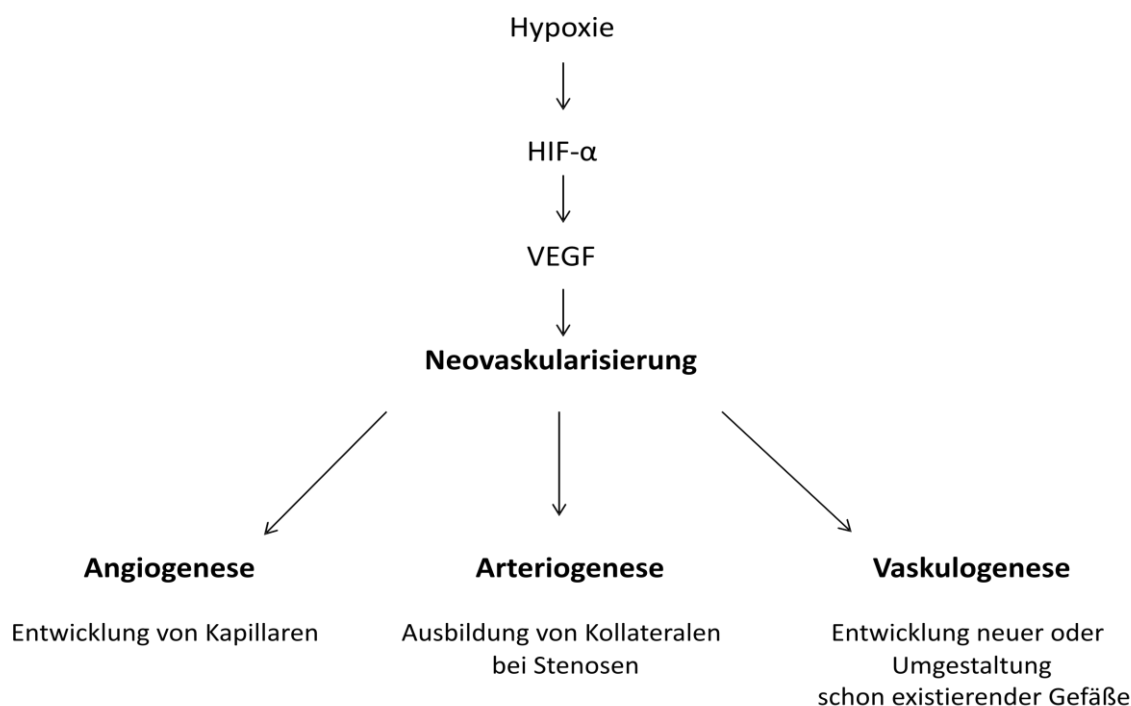 Hypoxie
HIF-α
VEGF
Neovaskularisierung
Angiogenese
Entwicklung von Kapillaren
Arteriogenese
Ausbildung von Kollateralen
bei Stenosen
Vaskulogenese
Entwicklung neuer oder
Umgestaltung
schon existierender Gefäße